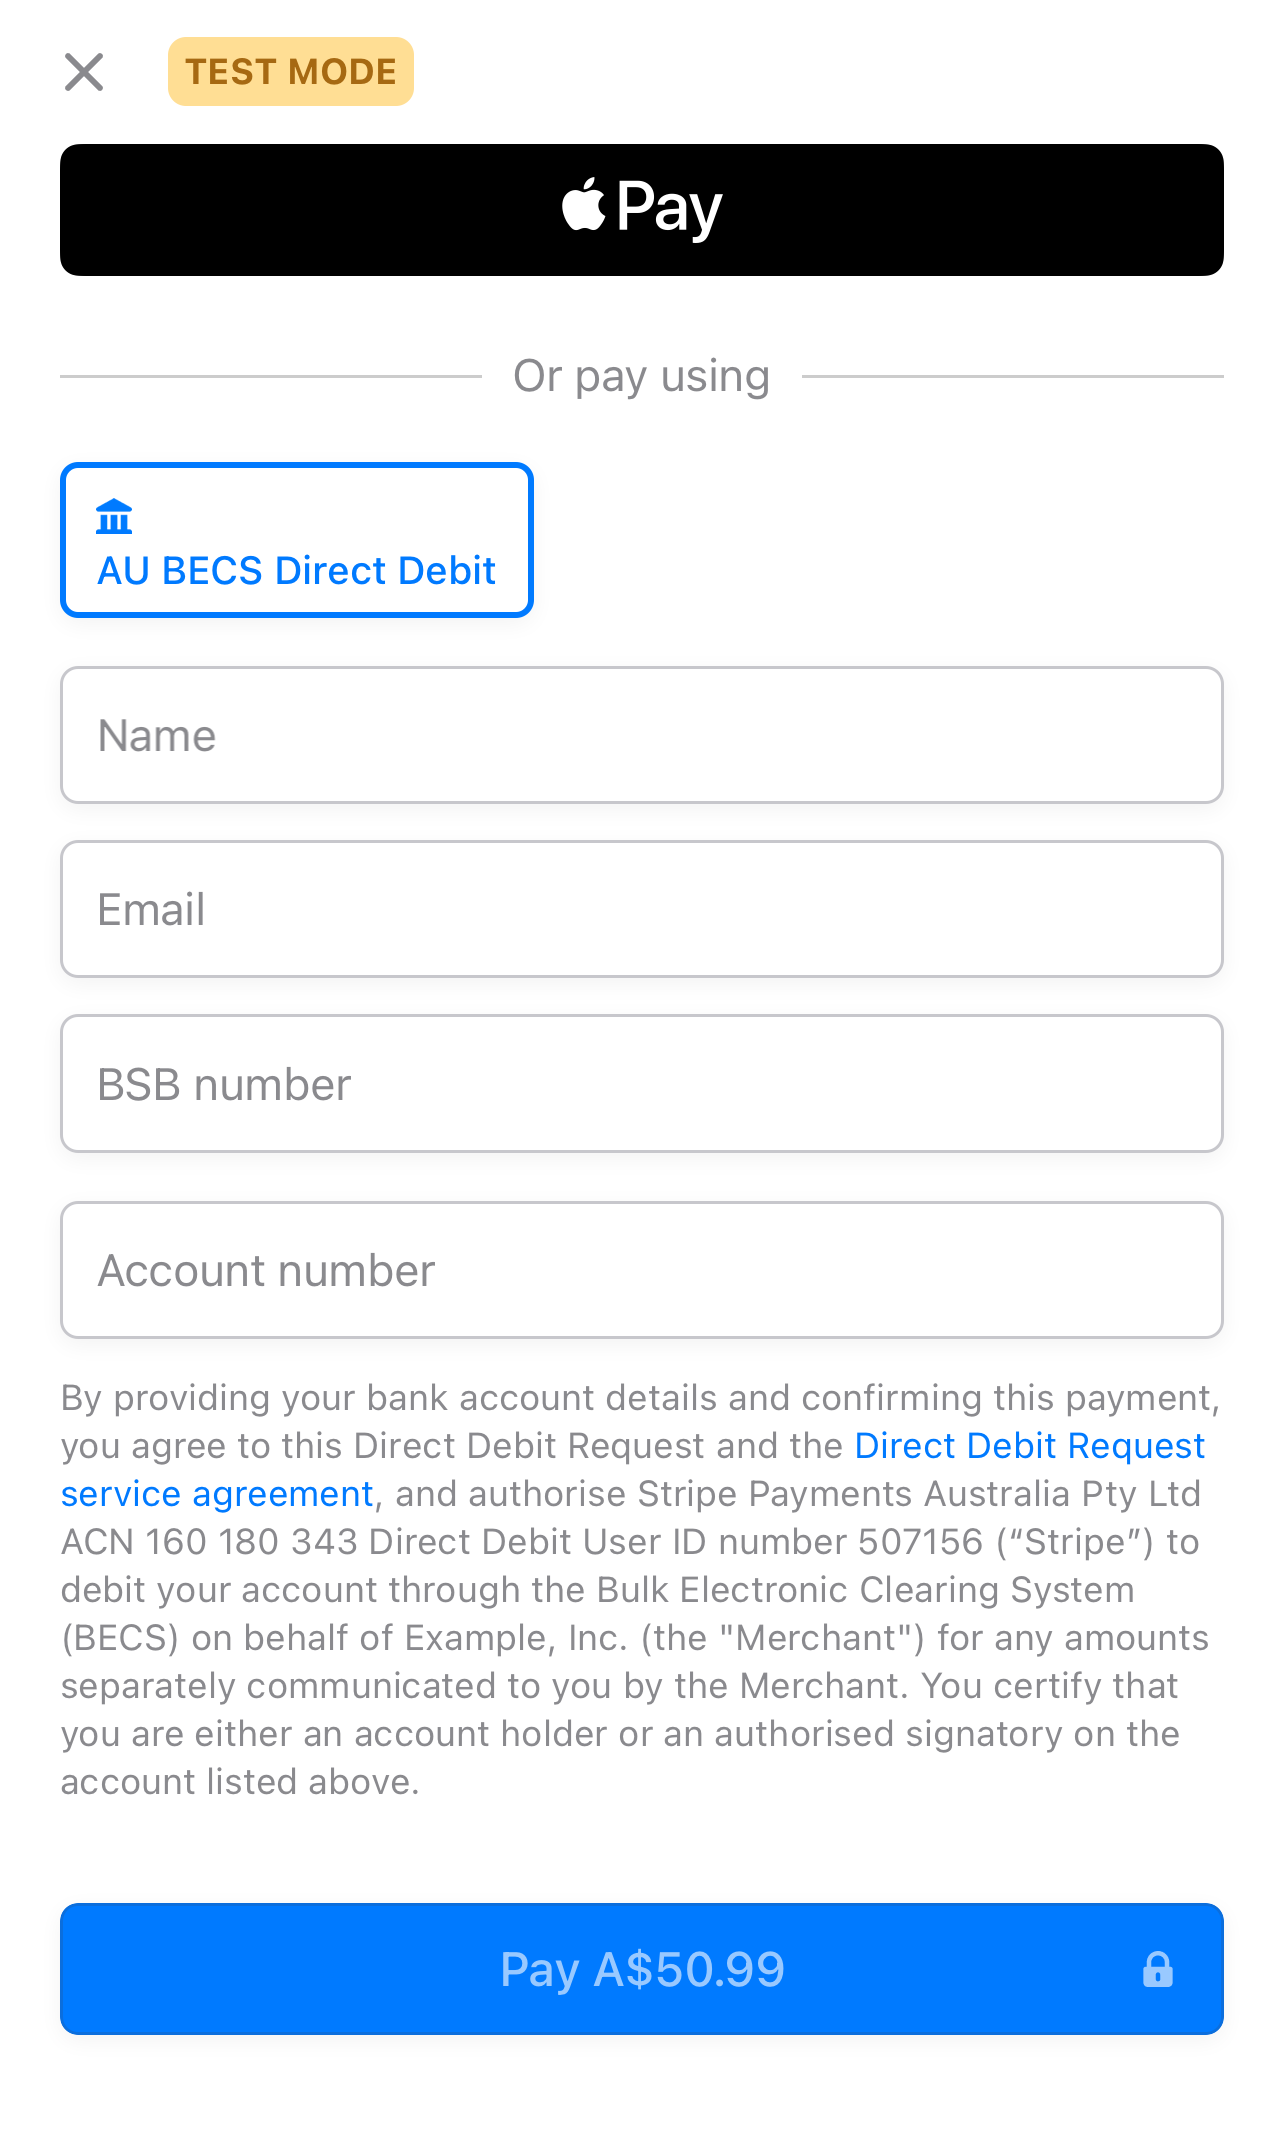 TEST MODE
Pay
Or pay using
AU BECS Direct Debit
Name
Email
BSB number
Account number
By providing your bank account details and confirming this payment,
you agree to this Direct Debit Request and the Direct Debit Request
service agreement, and authorise Stripe Payments Australia Pty Ltd
ACN 160 180 343 Direct Debit User ID number 507156 (“Stripe”) to
debit your account through the Bulk Electronic Clearing System
(BECS) on behalf of Example, Inc. (the "Merchant") for any amounts
separately communicated to you by the Merchant. You certify that
you are either an account holder or an authorised signatory on the
account listed above.
Pay A$50.99